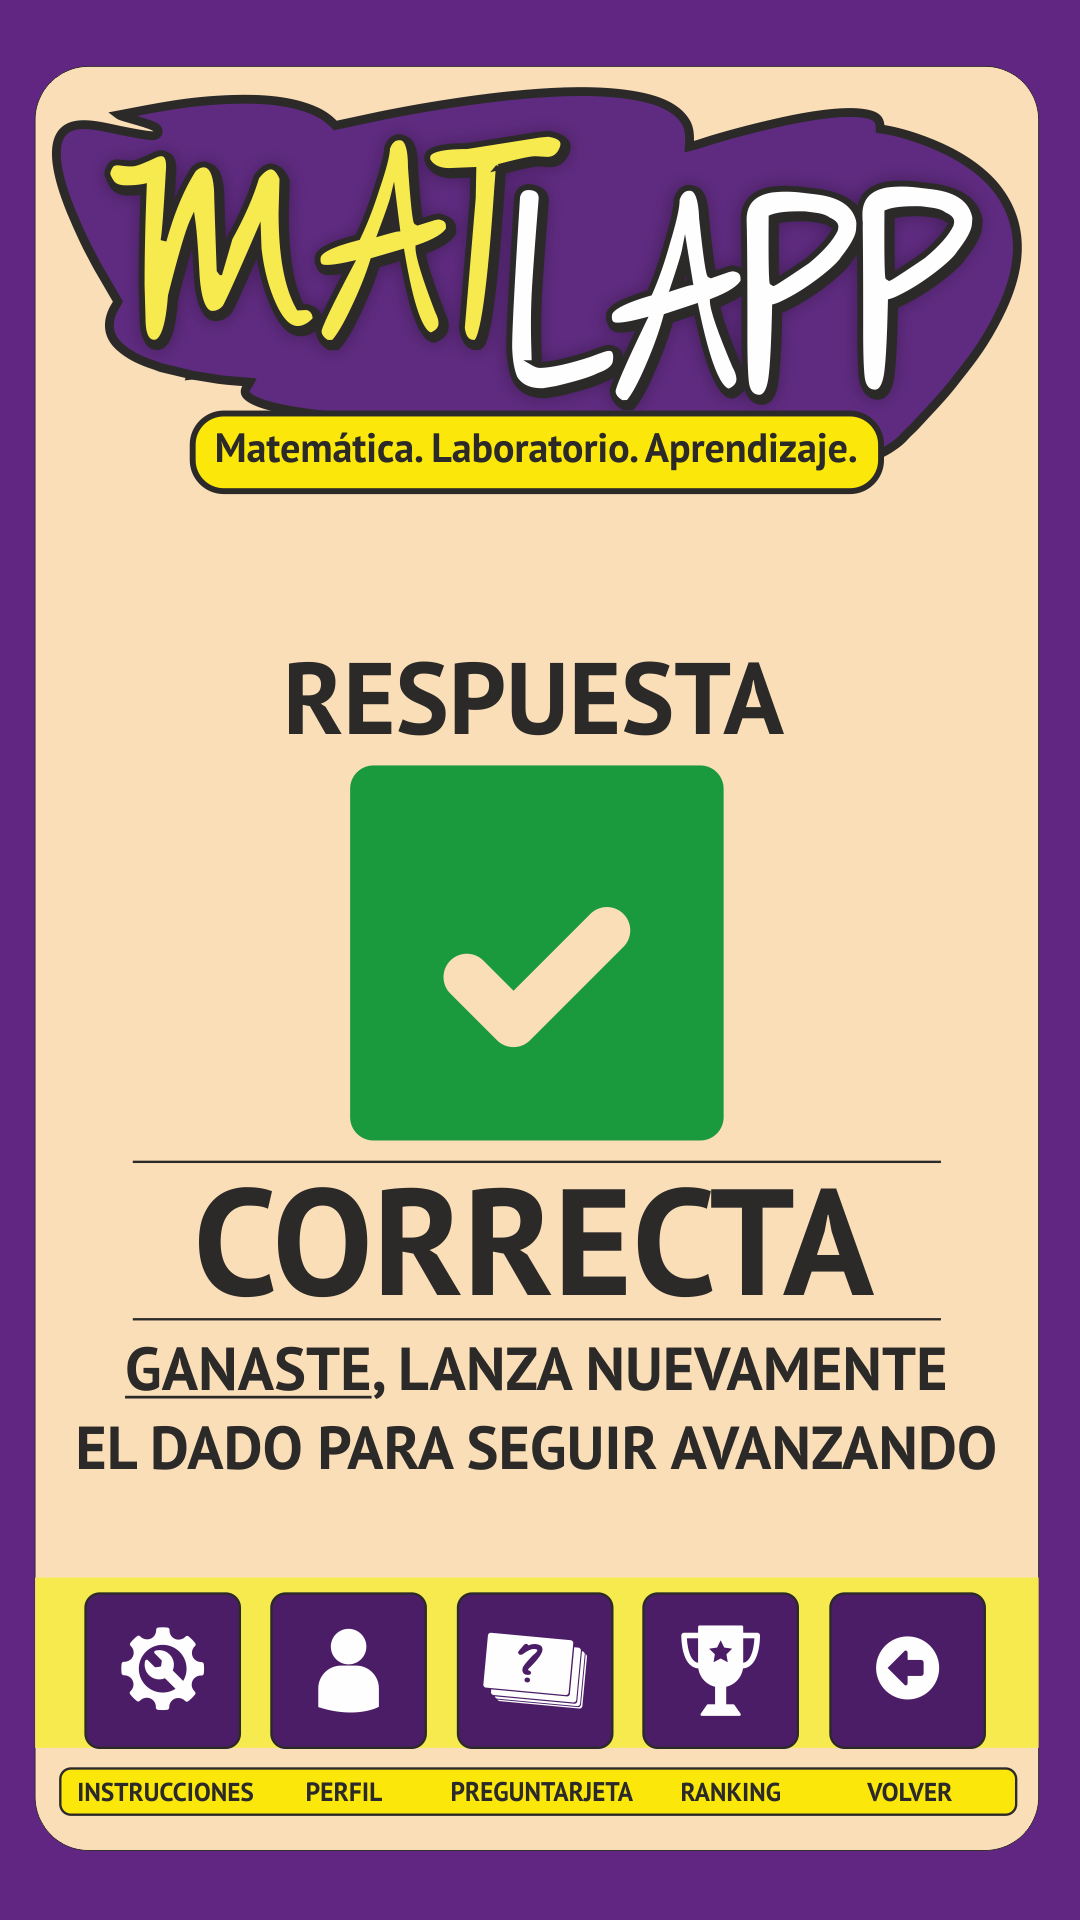 MATLAPP
Matemática. Laboratorio. Aprendizaje.
RESPUESTA
CORRECTA
GANASTE, LANZA NUEVAMENTE
EL DADO PARA SEGUIR AVANZANDO
?
INSTRUCCIONES PERFIL PREGUNTARJETA RANKING VOLVER